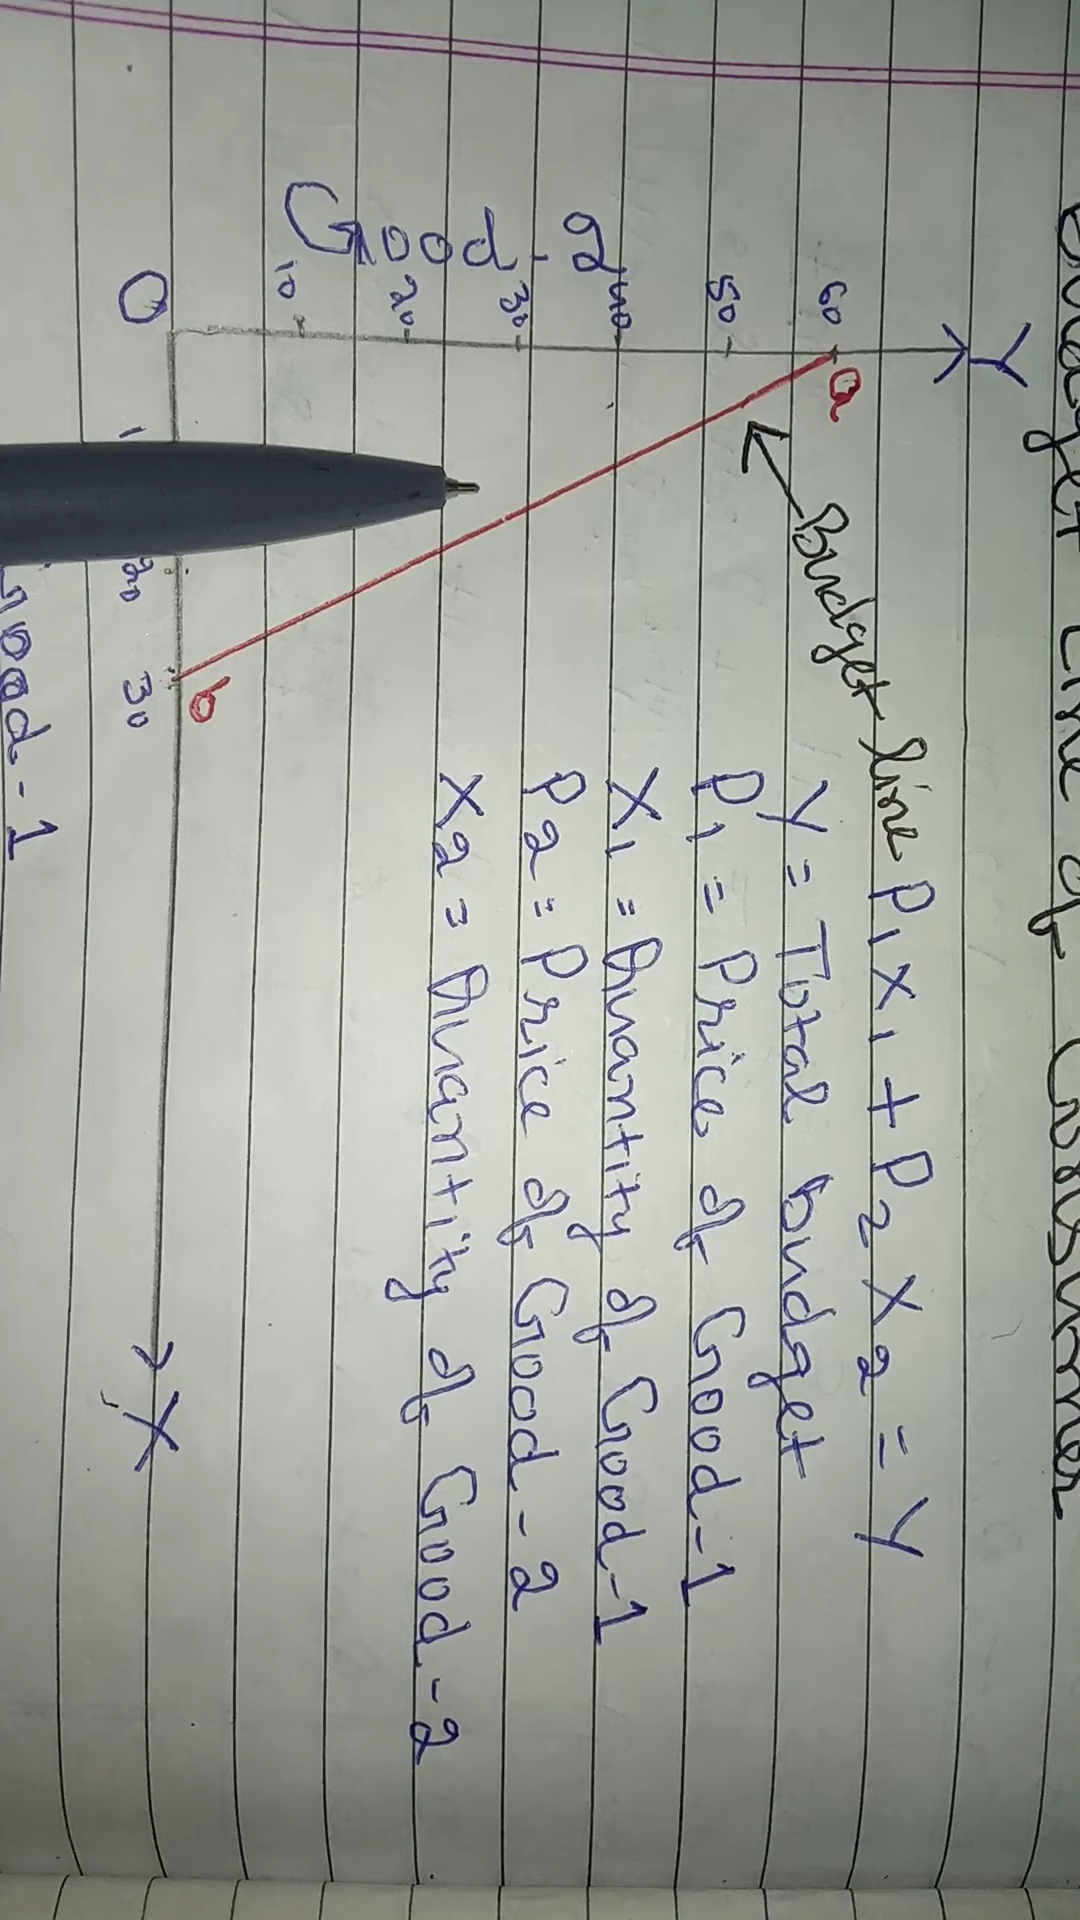 Budget Line of Consumer
Y
60
a
50
40
30
20
10
O
Good-2
Budget line P1X1 + P2X2 = Y
Y = Total budget
P1 = Price of Good-1
X1 = Quantity of Good-1
P2 = Price of Good-2
X2 = Quantity of Good-2
b
20
30
X
Good-1